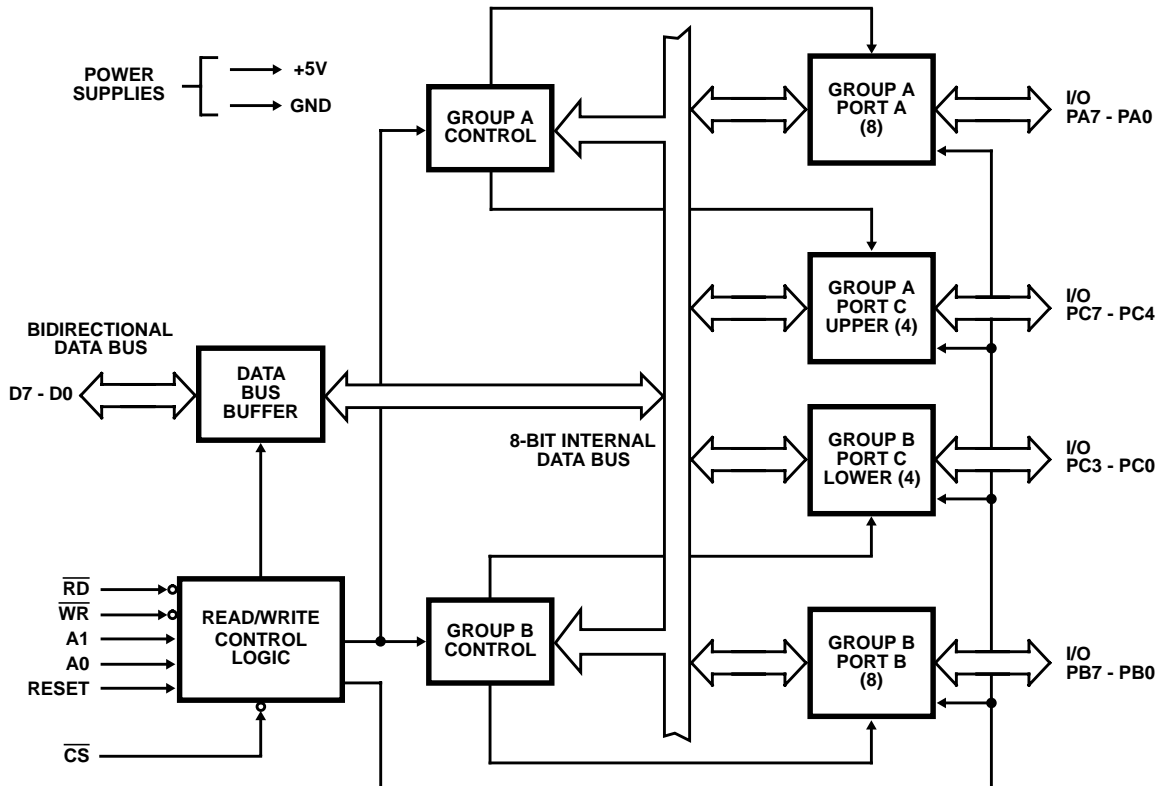 POWER
SUPPLIES
+5V
GND
GROUP A
CONTROL
GROUP A
PORT A
(8)
I/O
PA7 - PA0
GROUP A
PORT C
UPPER (4)
I/O
PC7 - PC4
BIDIRECTIONAL
DATA BUS
D7 - D0
DATA
BUS
BUFFER
8-BIT INTERNAL
DATA BUS
GROUP B
PORT C
LOWER (4)
I/O
PC3 - PC0
RD
WR
A1
A0
RESET
CS
READ/WRITE
CONTROL
LOGIC
GROUP B
CONTROL
GROUP B
PORT B
(8)
I/O
PB7 - PB0